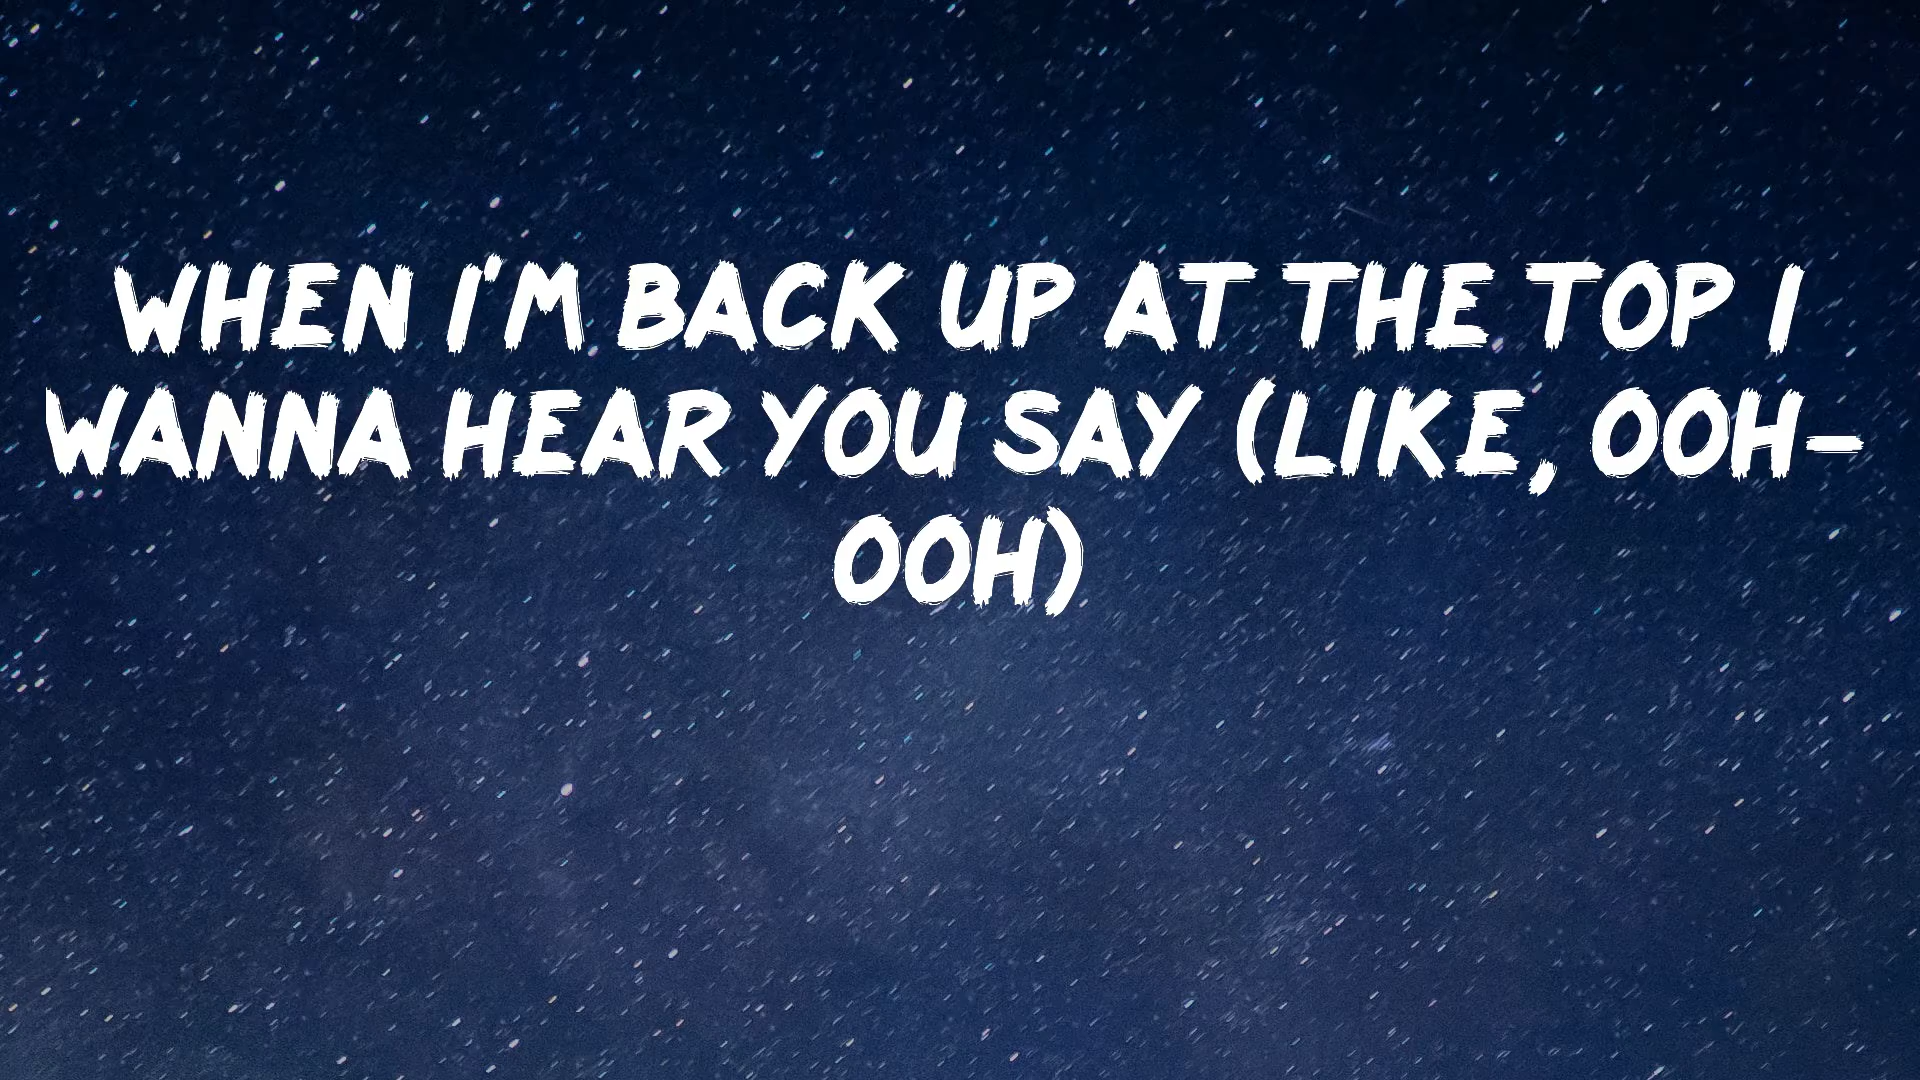 WHEN I'M BACK UP AT THE TOP I
WANNA HEAR YOU SAY (LIKE, OOH-
OOH)